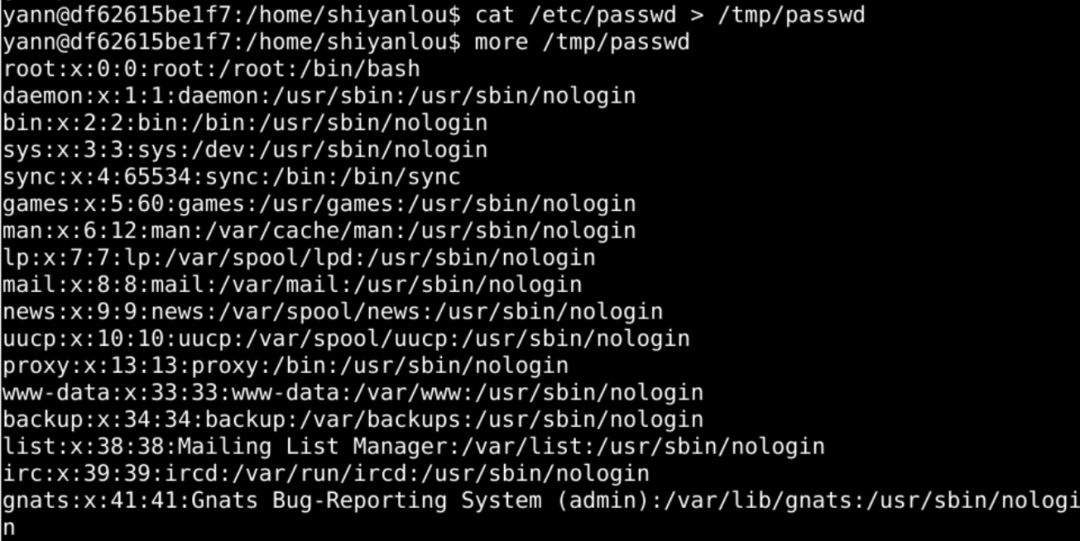 yann@df62615be1f7:/home/shiyanlou$ cat /etc/passwd > /tmp/passwd
yann@df62615be1f7:/home/shiyanlou$ more /tmp/passwd
root:x:0:0:root:/root:/bin/bash
daemon:x:1:1:daemon:/usr/sbin:/usr/sbin/nologin
bin:x:2:2:bin:/bin:/usr/sbin/nologin
sys:x:3:3:sys:/dev:/usr/sbin/nologin
sync:x:4:65534:sync:/bin:/bin/sync
games:x:5:60:games:/usr/games:/usr/sbin/nologin
man:x:6:12:man:/var/cache/man:/usr/sbin/nologin
lp:x:7:7:lp:/var/spool/lpd:/usr/sbin/nologin
mail:x:8:8:mail:/var/mail:/usr/sbin/nologin
news:x:9:9:news:/var/spool/news:/usr/sbin/nologin
uucp:x:10:10:uucp:/var/spool/uucp:/usr/sbin/nologin
proxy:x:13:13:proxy:/bin:/usr/sbin/nologin
www-data:x:33:33:www-data:/var/www:/usr/sbin/nologin
backup:x:34:34:backup:/var/backups:/usr/sbin/nologin
list:x:38:38:Mailing List Manager:/var/list:/usr/sbin/nologin
irc:x:39:39:ircd:/var/run/ircd:/usr/sbin/nologin
gnats:x:41:41:Gnats Bug-Reporting System (admin):/var/lib/gnats:/usr/sbin/nologi
n